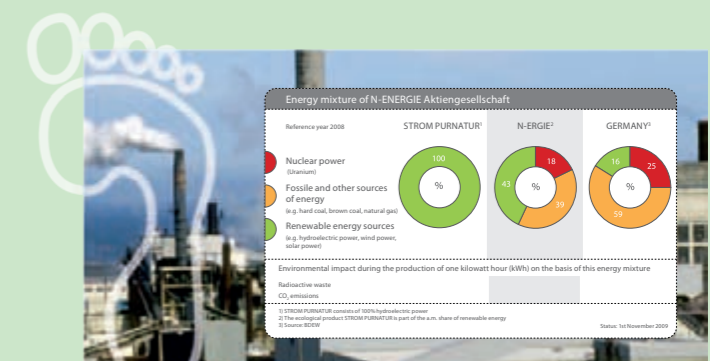 Energy mixture of N-ENERGIE Aktiengesellschaft
Reference year 2008 STROM PURNATUR¹ N-ERGIE² GERMANY³
Nuclear power
(Uranium)
Fossile and other sources
of energy
(e.g. hard coal, brown coal, natural gas)
Renewable energy sources
(e.g. hydroelectric power, wind power,
solar power)
100
%
18
43
%
39
16
25
%
59
Environmental impact during the production of one kilowatt hour (kWh) on the basis of this energy mixture
Radioactive waste
CO₂ emissions
1) STROM PURNATUR consists of 100% hydroelectric power
2) The ecological product STROM PURNATUR is part of the a.m. share of renewable energy
3) Source: BDEW
Status: 1st November 2009